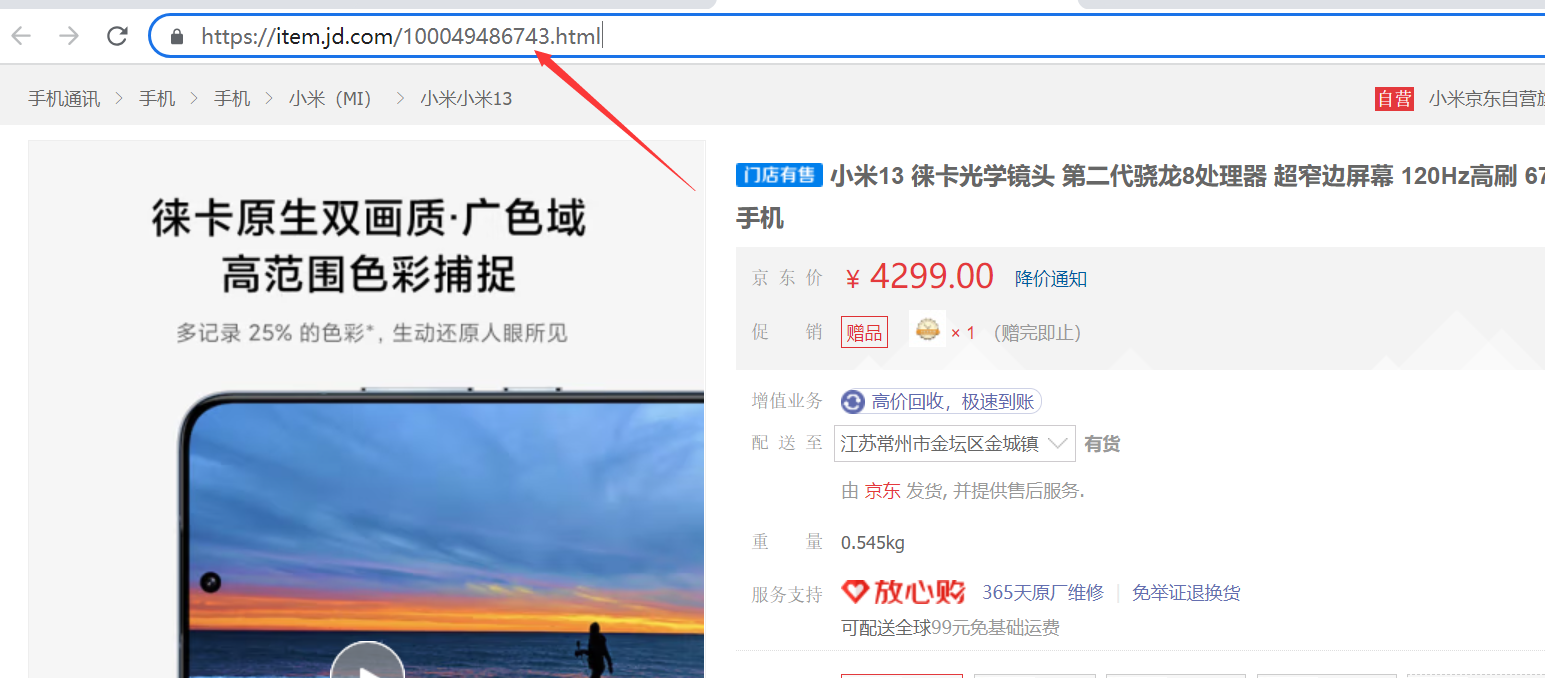 https://item.jd.com/100049486743.html
手机通讯 > 手机 > 手机 > 小米（MI） > 小米小米13
自营 小米京东自营
徕卡原生双画质·广色域
高范围色彩捕捉
多记录 25% 的色彩*，生动还原人眼所见
门店有售 小米13 徕卡光学镜头 第二代骁龙8处理器 超窄边屏幕 120Hz高刷 67
手机
京东价 ￥4299.00 降价通知
促销 赠品 × 1 （赠完即止）
增值业务 高价回收，极速到账
配送至 江苏常州市金坛区金城镇 有货
由 京东 发货, 并提供售后服务.
重量 0.545kg
服务支持 放心购 365天原厂维修 | 免举证退换货
可配送全球99元免基础运费